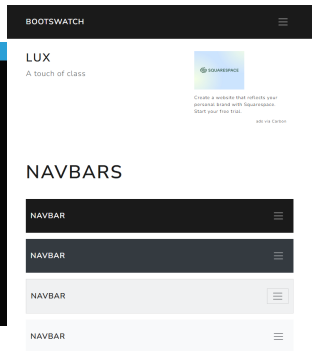 BOOTSWATCH
LUX
A touch of class
SQUARESPACE
Create a website that reflects your
personal brand with Squarespace.
Start your free trial.
ads via Carbon
NAVBARS
NAVBAR
NAVBAR
NAVBAR
NAVBAR